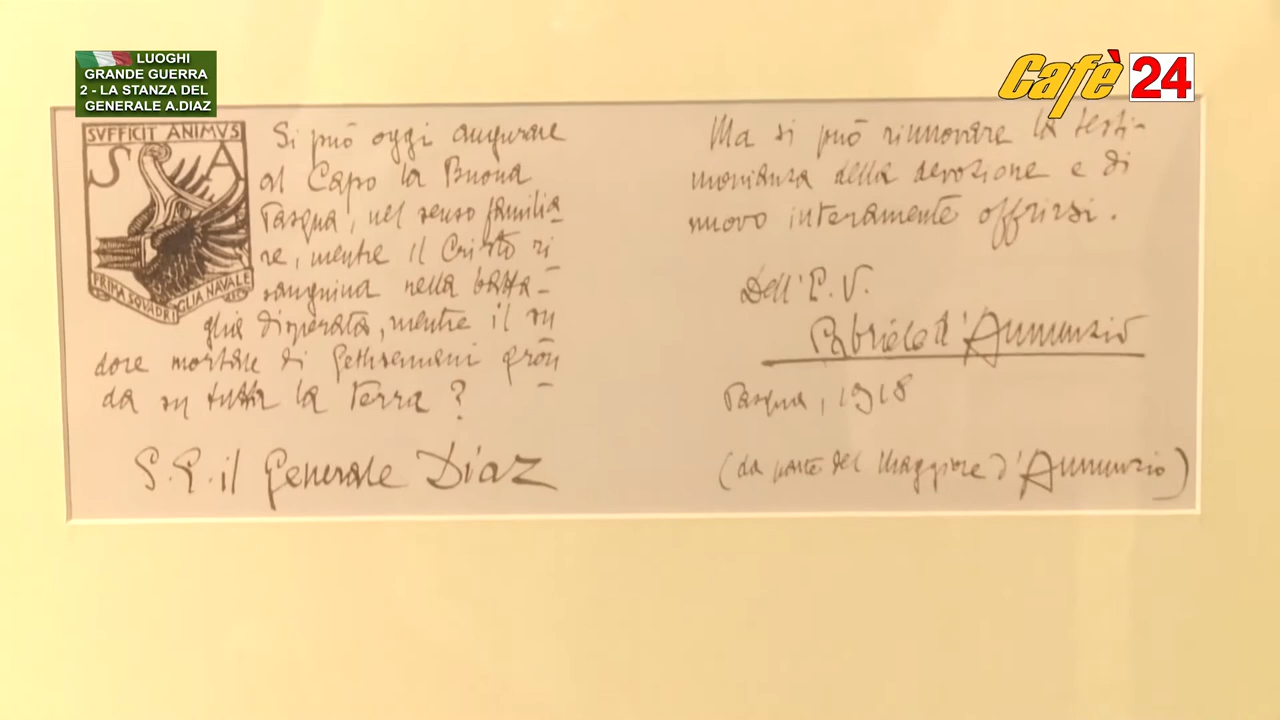 LUOGHI
GRANDE GUERRA
2 - LA STANZA DEL
GENERALE A.DIAZ
Cafè 24
SVFFICIT ANIMVS
S A
PRIMA SQVADRIGLIA NAVALE
Si può oggi augurare
al Capo la Buona
Pasqua, nel senso familia-
re, mentre il Cristo ri
sanguina nella batta-
glia disperata, mentre il su
dore mortale di Gethsemani gron
da su tutta la terra?
S.E. il Generale Diaz
Ma si può rinnovare la testi-
monianza della devozione e di
nuovo interamente offrirsi.
Dell' E.V.
Gabriele d'Annunzio
Pasqua, 1918
(da parte del Maggiore d'Annunzio)